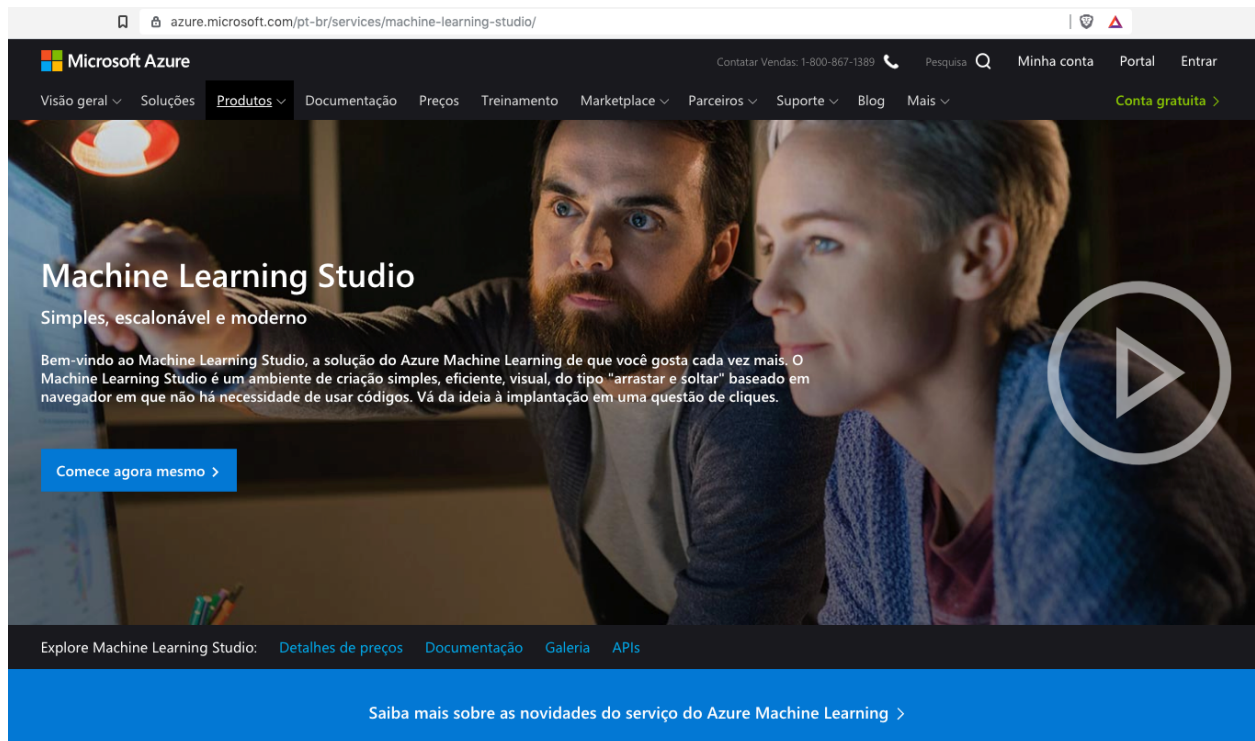 azure.microsoft.com/pt-br/services/machine-learning-studio/
Microsoft Azure
Contatar Vendas: 1-800-867-1389
Pesquisa
Minha conta
Portal
Entrar
Visão geral
Soluções
Produtos
Documentação
Preços
Treinamento
Marketplace
Parceiros
Suporte
Blog
Mais
Conta gratuita
Machine Learning Studio
Simples, escalonável e moderno
Bem-vindo ao Machine Learning Studio, a solução do Azure Machine Learning de que você gosta cada vez mais. O
Machine Learning Studio é um ambiente de criação simples, eficiente, visual, do tipo "arrastar e soltar" baseado em
navegador em que não há necessidade de usar códigos. Vá da ideia à implantação em uma questão de cliques.
Comece agora mesmo
Explore Machine Learning Studio: Detalhes de preços Documentação Galeria APIs
Saiba mais sobre as novidades do serviço do Azure Machine Learning